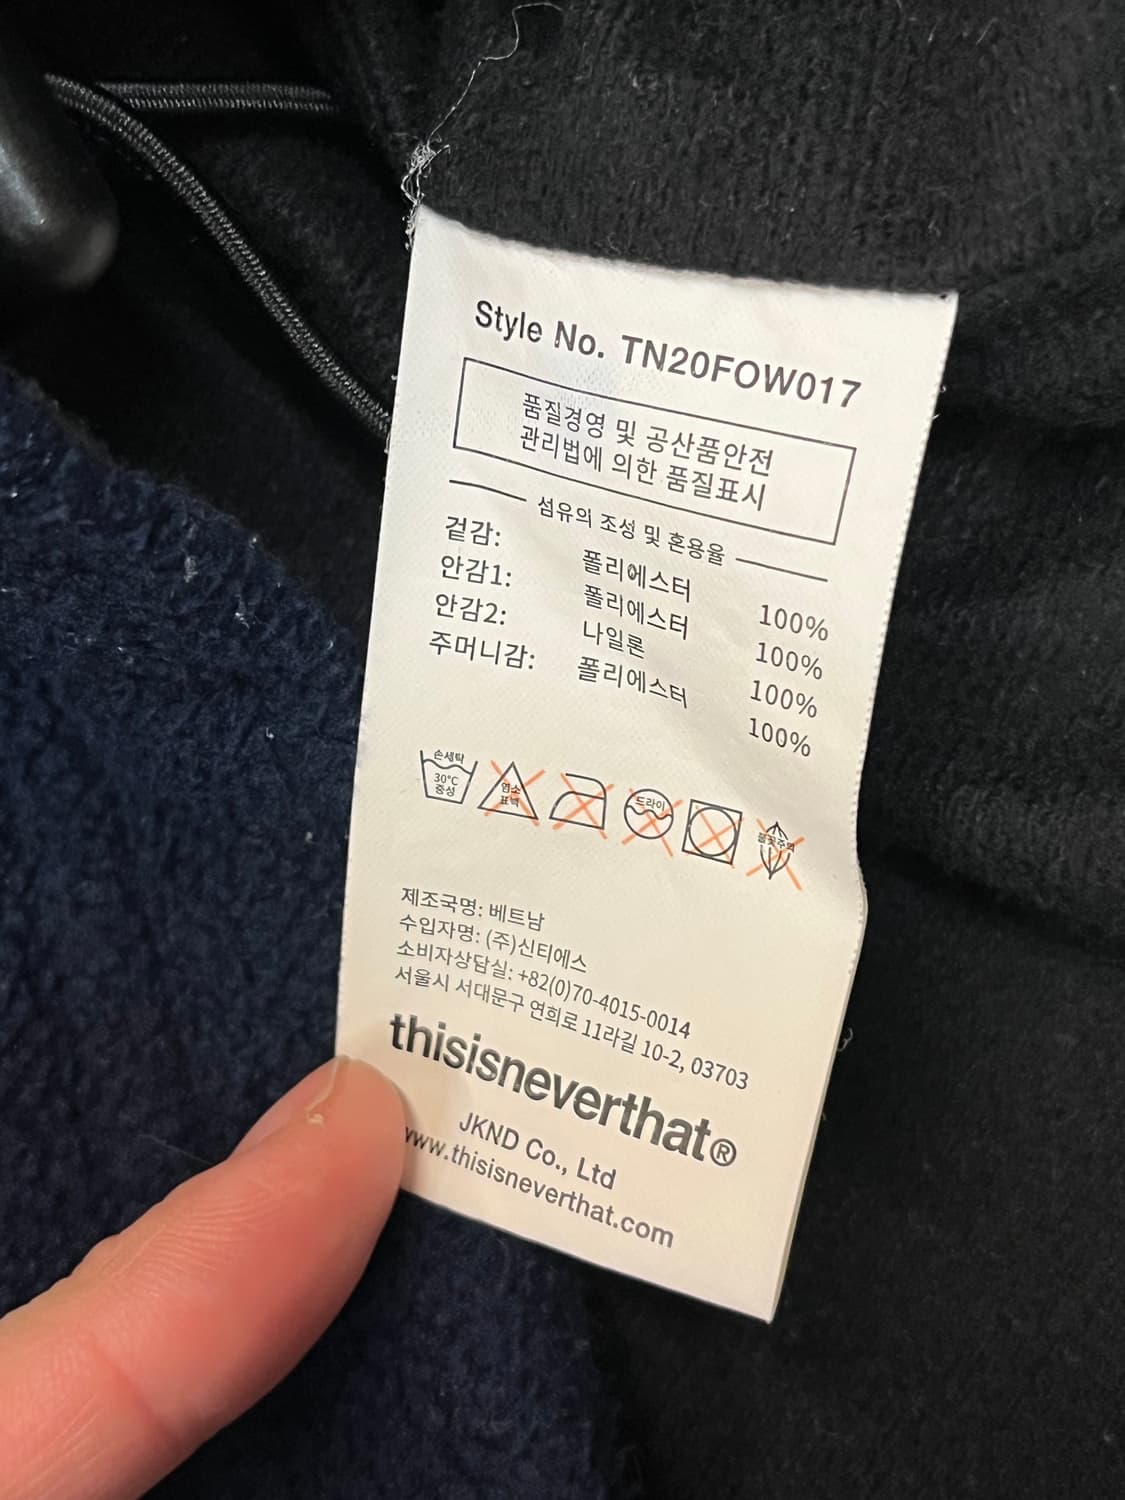 Style No. TN20FOW017
품질경영 및 공산품안전
관리법에 의한 품질표시
섬유의 조성 및 혼용율
겉감: 폴리에스터 100%
안감1: 폴리에스터 100%
안감2: 나일론 100%
주머니감: 폴리에스터 100%
손세탁 30°C 중성
염소 표백
드라이
제조국명: 베트남
수입자명: (주)신티에스
소비자상담실: +82(0)70-4015-0014
서울시 서대문구 연희로 11라길 10-2, 03703
thisisneverthat®
JKND Co., Ltd
www.thisisneverthat.com